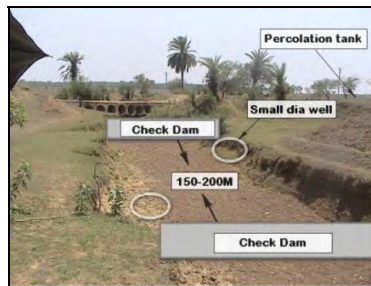 Percolation tank
Small dia well
Check Dam
150-200M
Check Dam